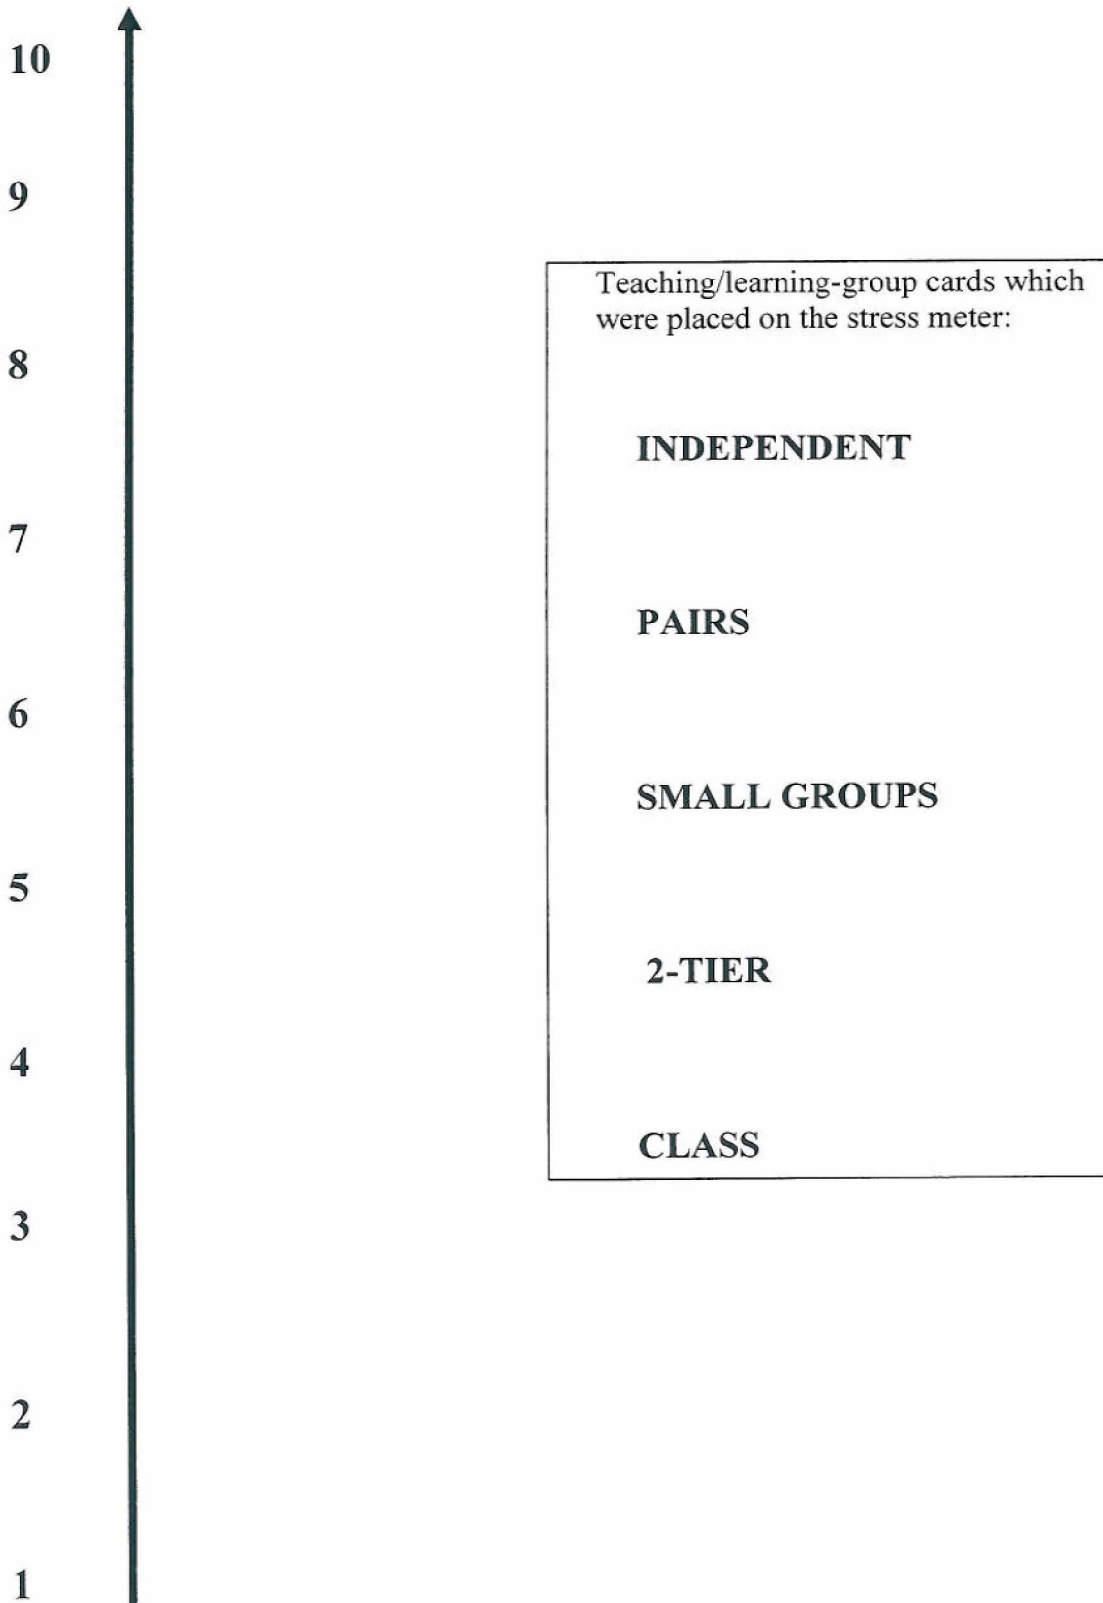 10
9
Teaching/learning-group cards which
were placed on the stress meter:
8
INDEPENDENT
7
PAIRS
6
SMALL GROUPS
5
2-TIER
4
CLASS
3
2
1